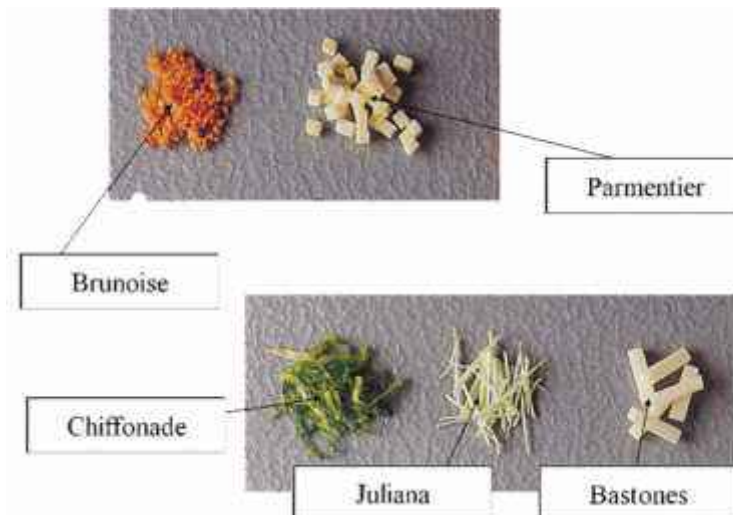 Parmentier
Brunoise
Chiffonade
Juliana
Bastones